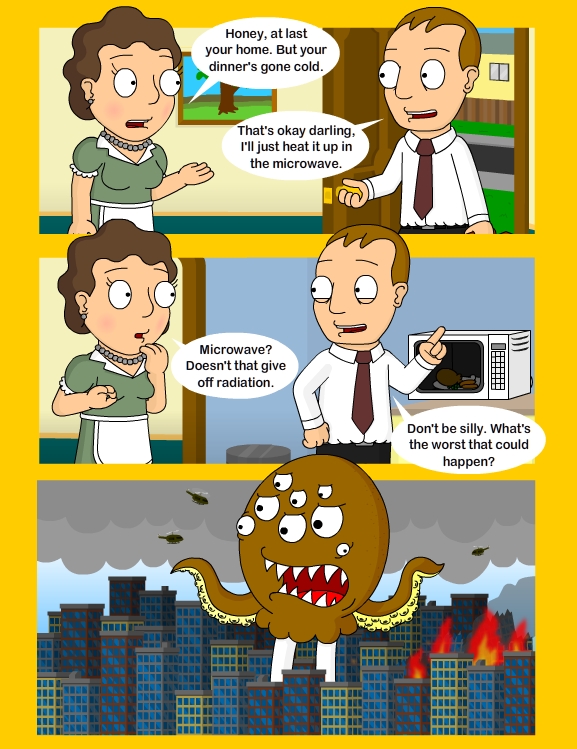 Honey, at last
your home. But your
dinner's gone cold.
That's okay darling,
I'll just heat it up in
the microwave.
Microwave?
Doesn't that give
off radiation.
Don't be silly. What's
the worst that could
happen?